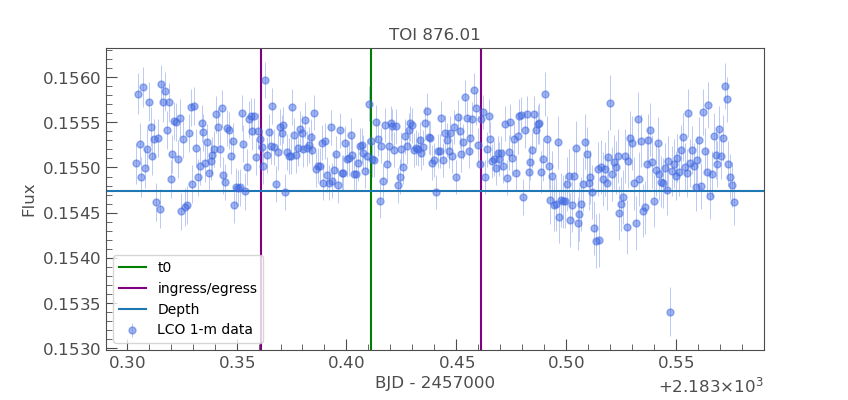 TOI 876.01
Flux
0.1560
0.1555
0.1550
0.1545
0.1540
0.1535
0.1530
t0
ingress/egress
Depth
LCO 1-m data
0.30 0.35 0.40 0.45 0.50 0.55
BJD - 2457000
+2.183×10³